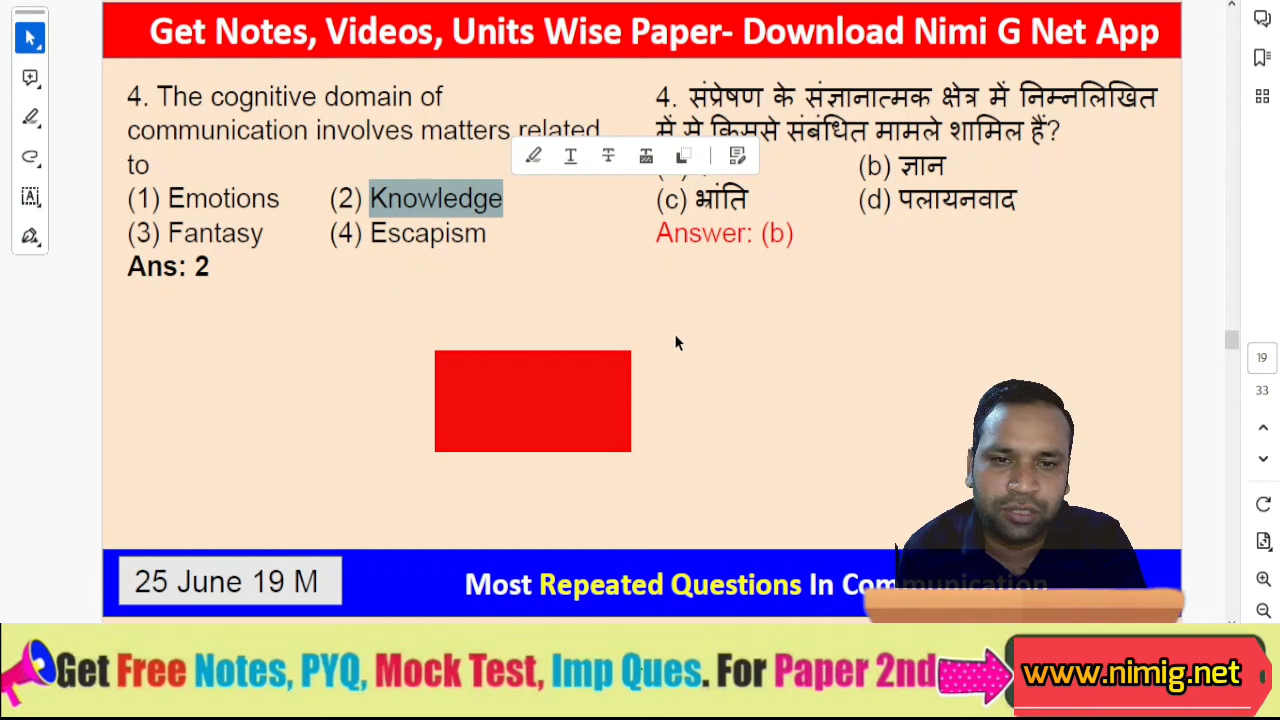 Get Notes, Videos, Units Wise Paper- Download Nimi G Net App
4. The cognitive domain of
communication involves matters related
to
(1) Emotions (2) Knowledge
(3) Fantasy (4) Escapism
Ans: 2
4. संप्रेषण के संज्ञानात्मक क्षेत्र में निम्नलिखित
में से किससे संबंधित मामले शामिल हैं?
(b) ज्ञान
(c) भ्रांति (d) पलायनवाद
Answer: (b)
19
33
25 June 19 M
Most Repeated Questions In Communication
Get Free Notes, PYQ, Mock Test, Imp Ques. For Paper 2nd
www.nimig.net